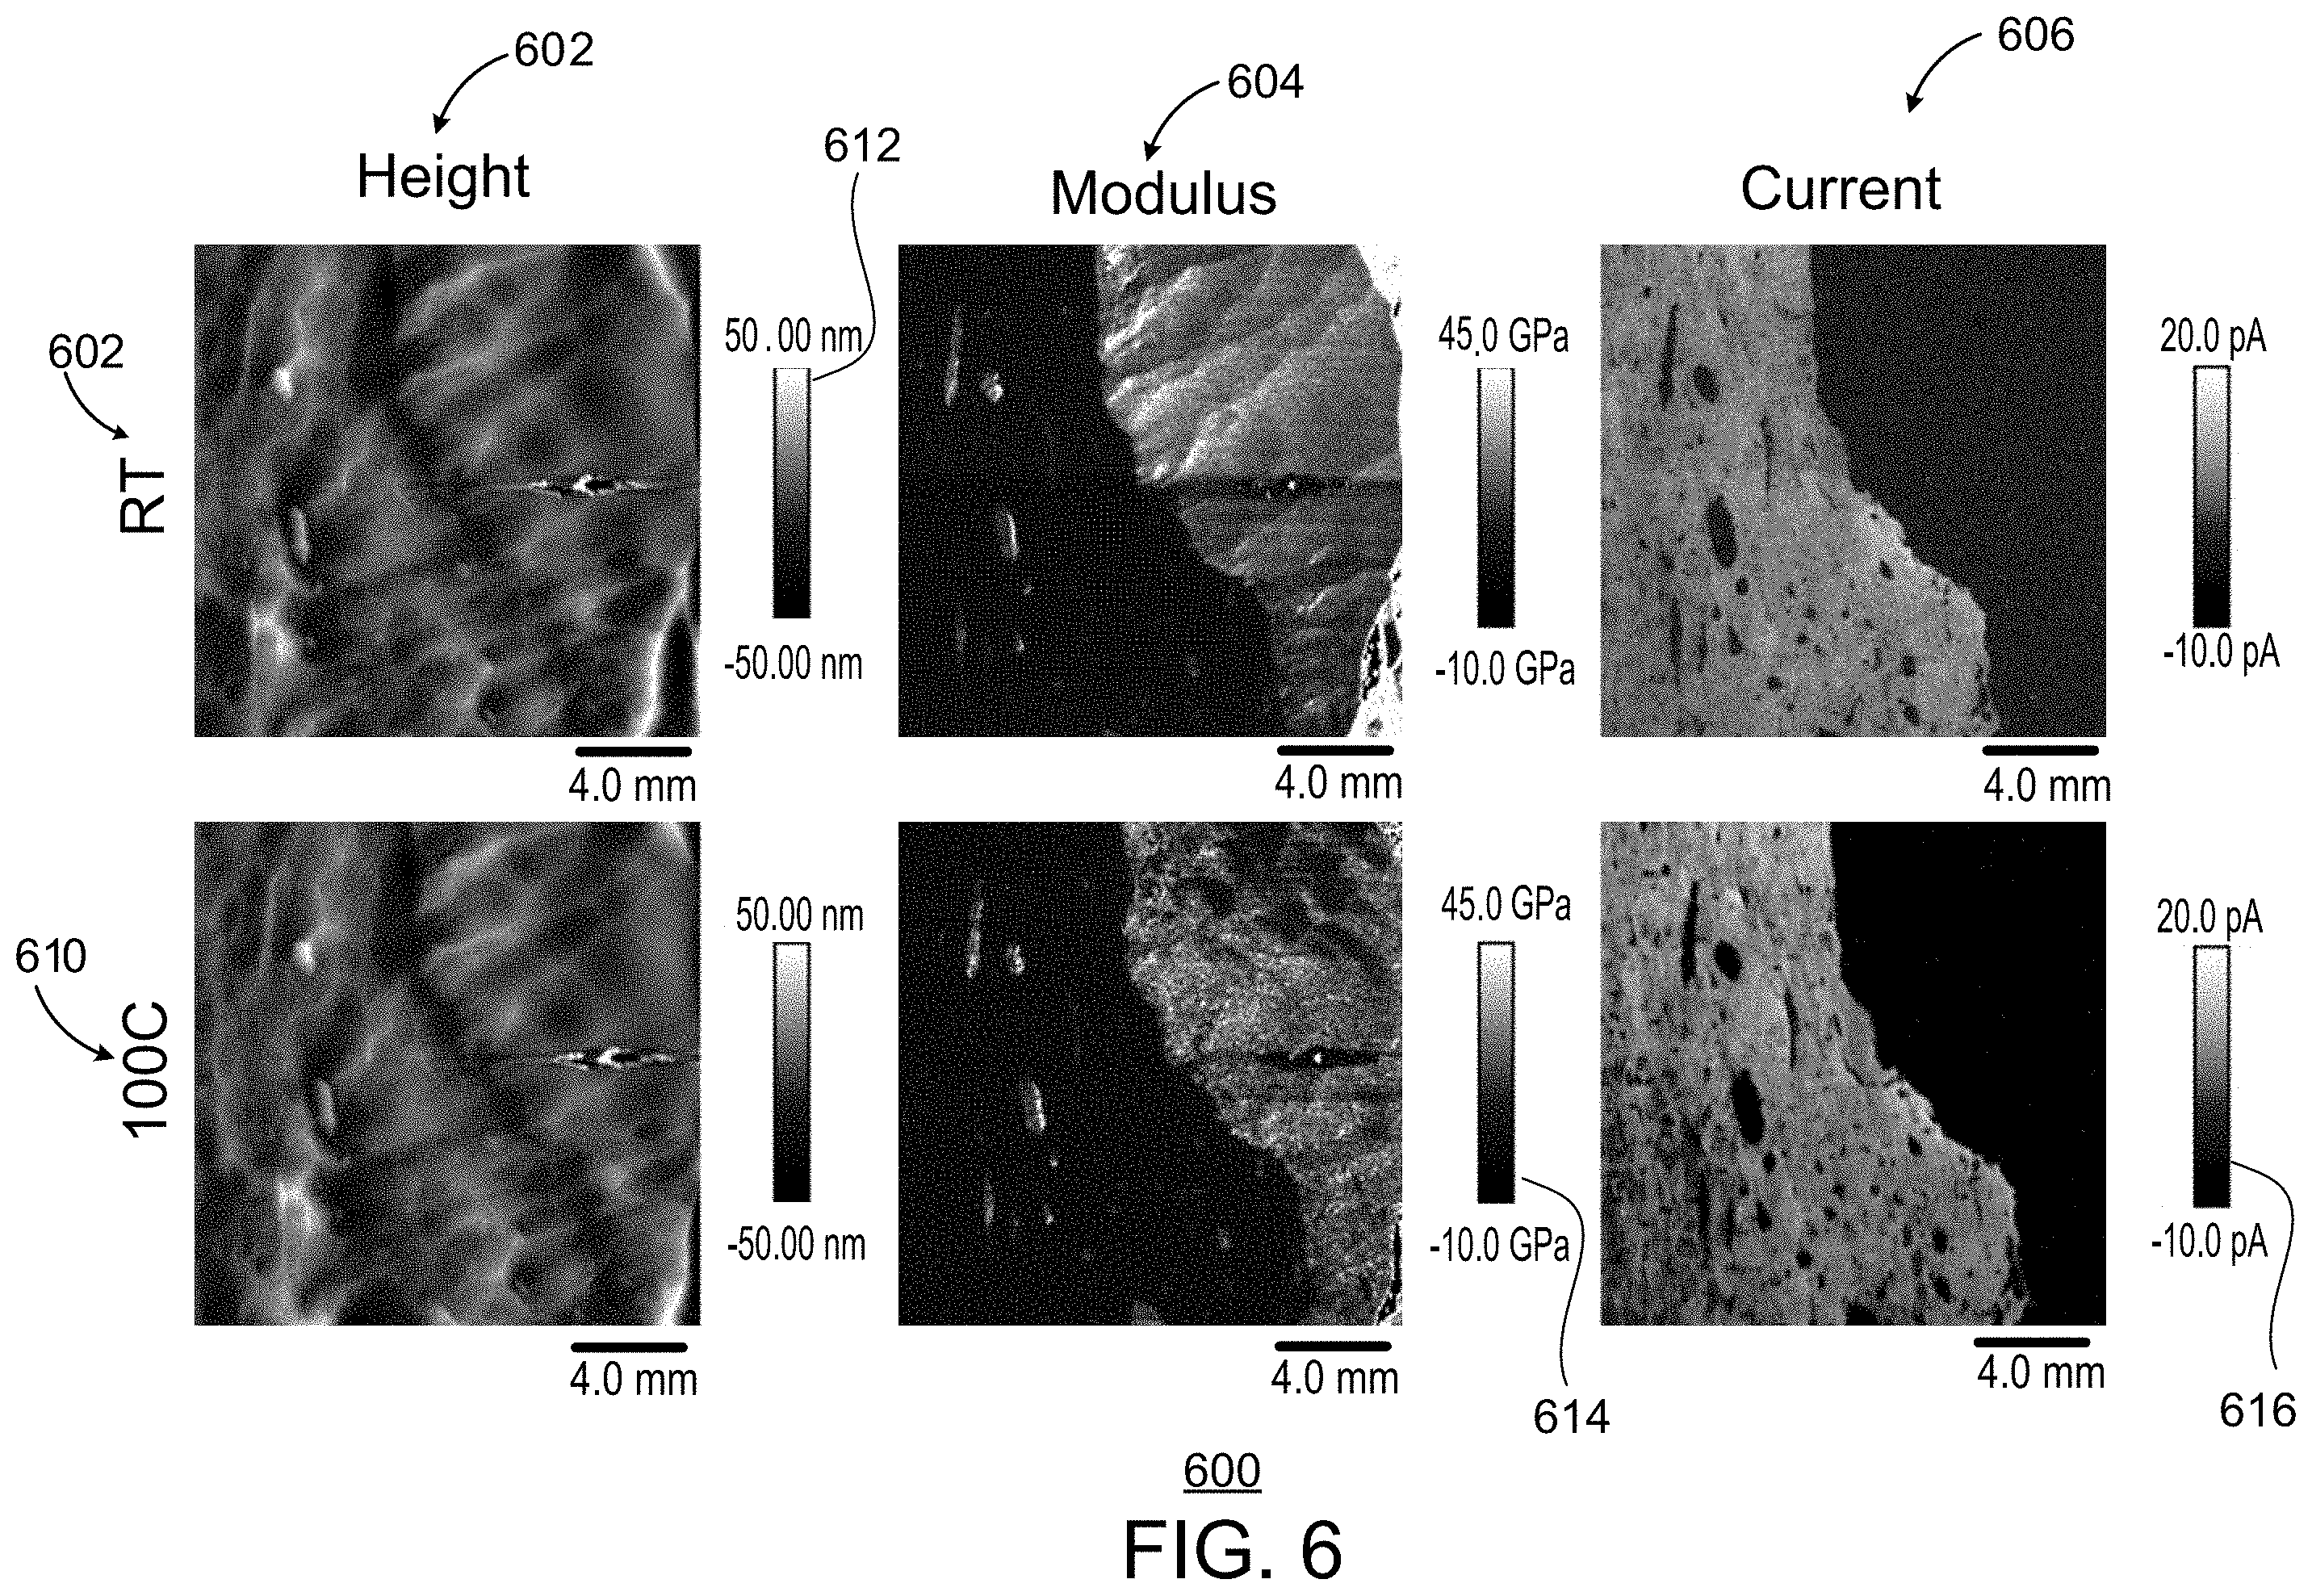 602
604
606
612
Height
Modulus
Current
602
RT
50.00 nm
-50.00 nm
45.0 GPa
-10.0 GPa
20.0 pA
-10.0 pA
4.0 mm
4.0 mm
4.0 mm
610
100C
50.00 nm
-50.00 nm
45.0 GPa
-10.0 GPa
20.0 pA
-10.0 pA
4.0 mm
4.0 mm
4.0 mm
614
616
600
FIG. 6